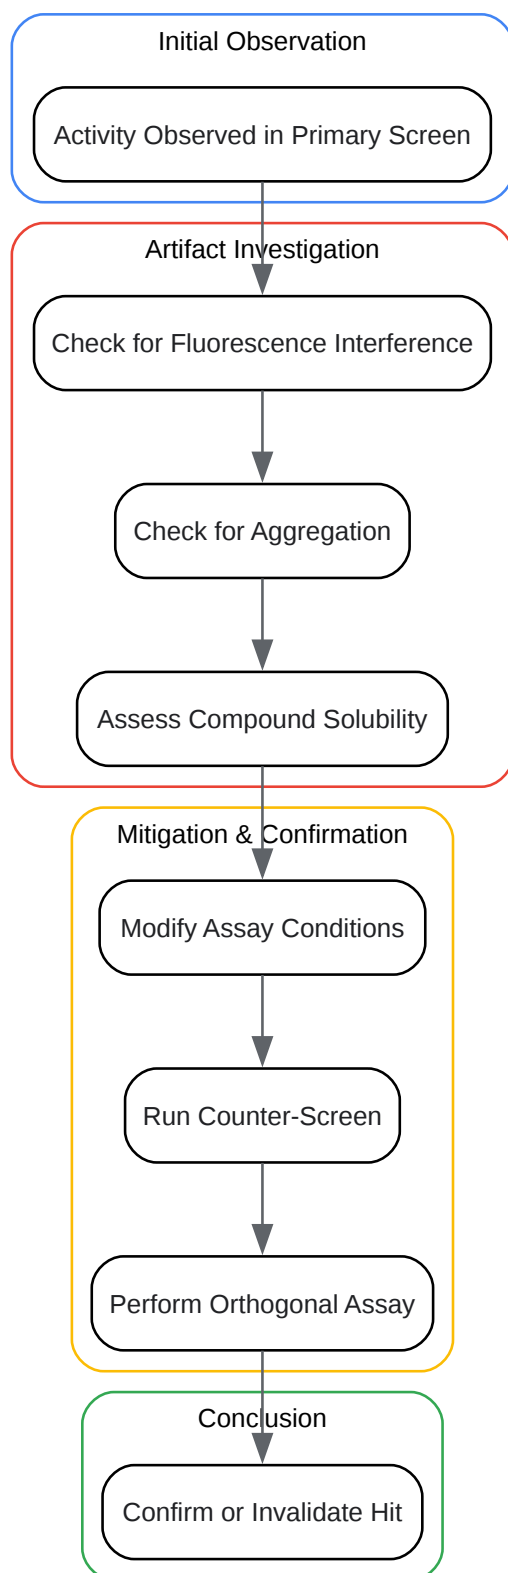 Initial Observation
Activity Observed in Primary Screen
Artifact Investigation
Check for Fluorescence Interference
Check for Aggregation
Assess Compound Solubility
Mitigation & Confirmation
Modify Assay Conditions
Run Counter-Screen
Perform Orthogonal Assay
Conclusion
Confirm or Invalidate Hit